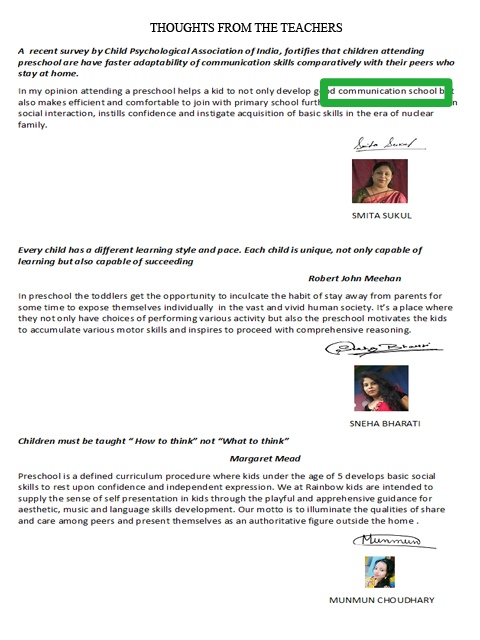 THOUGHTS FROM THE TEACHERS
A recent survey by Child Psychological Association of India, fortifies that children attending
preschool are have faster adaptability of communication skills comparatively with their peers who
stay at home.
In my opinion attending a preschool helps a kid to not only develop good communication school but
also makes efficient and comfortable to join with primary school
social interaction, instills confidence and instigate acquisition of basic skills in the era of nuclear
family.
Smita Sukul
SMITA SUKUL
Every child has a different learning style and pace. Each child is unique, not only capable of
learning but also capable of succeeding
Robert John Meehan
In preschool the toddlers get the opportunity to inculcate the habit of stay away from parents for
some time to expose themselves individually in the vast and vivid human society. It's a place where
they not only have choices of performing various activity but also the preschool motivates the kids
to accumulate various motor skills and inspires to proceed with comprehensive reasoning.
Sneha Bharati
SNEHA BHARATI
Children must be taught " How to think" not "What to think"
Margaret Mead
Preschool is a defined curriculum procedure where kids under the age of 5 develops basic social
skills to rest upon confidence and independent expression. We at Rainbow kids are intended to
supply the sense of self presentation in kids through the playful and apprehensive guidance for
aesthetic, music and language skills development. Our motto is to illuminate the qualities of share
and care among peers and present themselves as an authoritative figure outside the home .
Munmun
MUNMUN CHOUDHARY